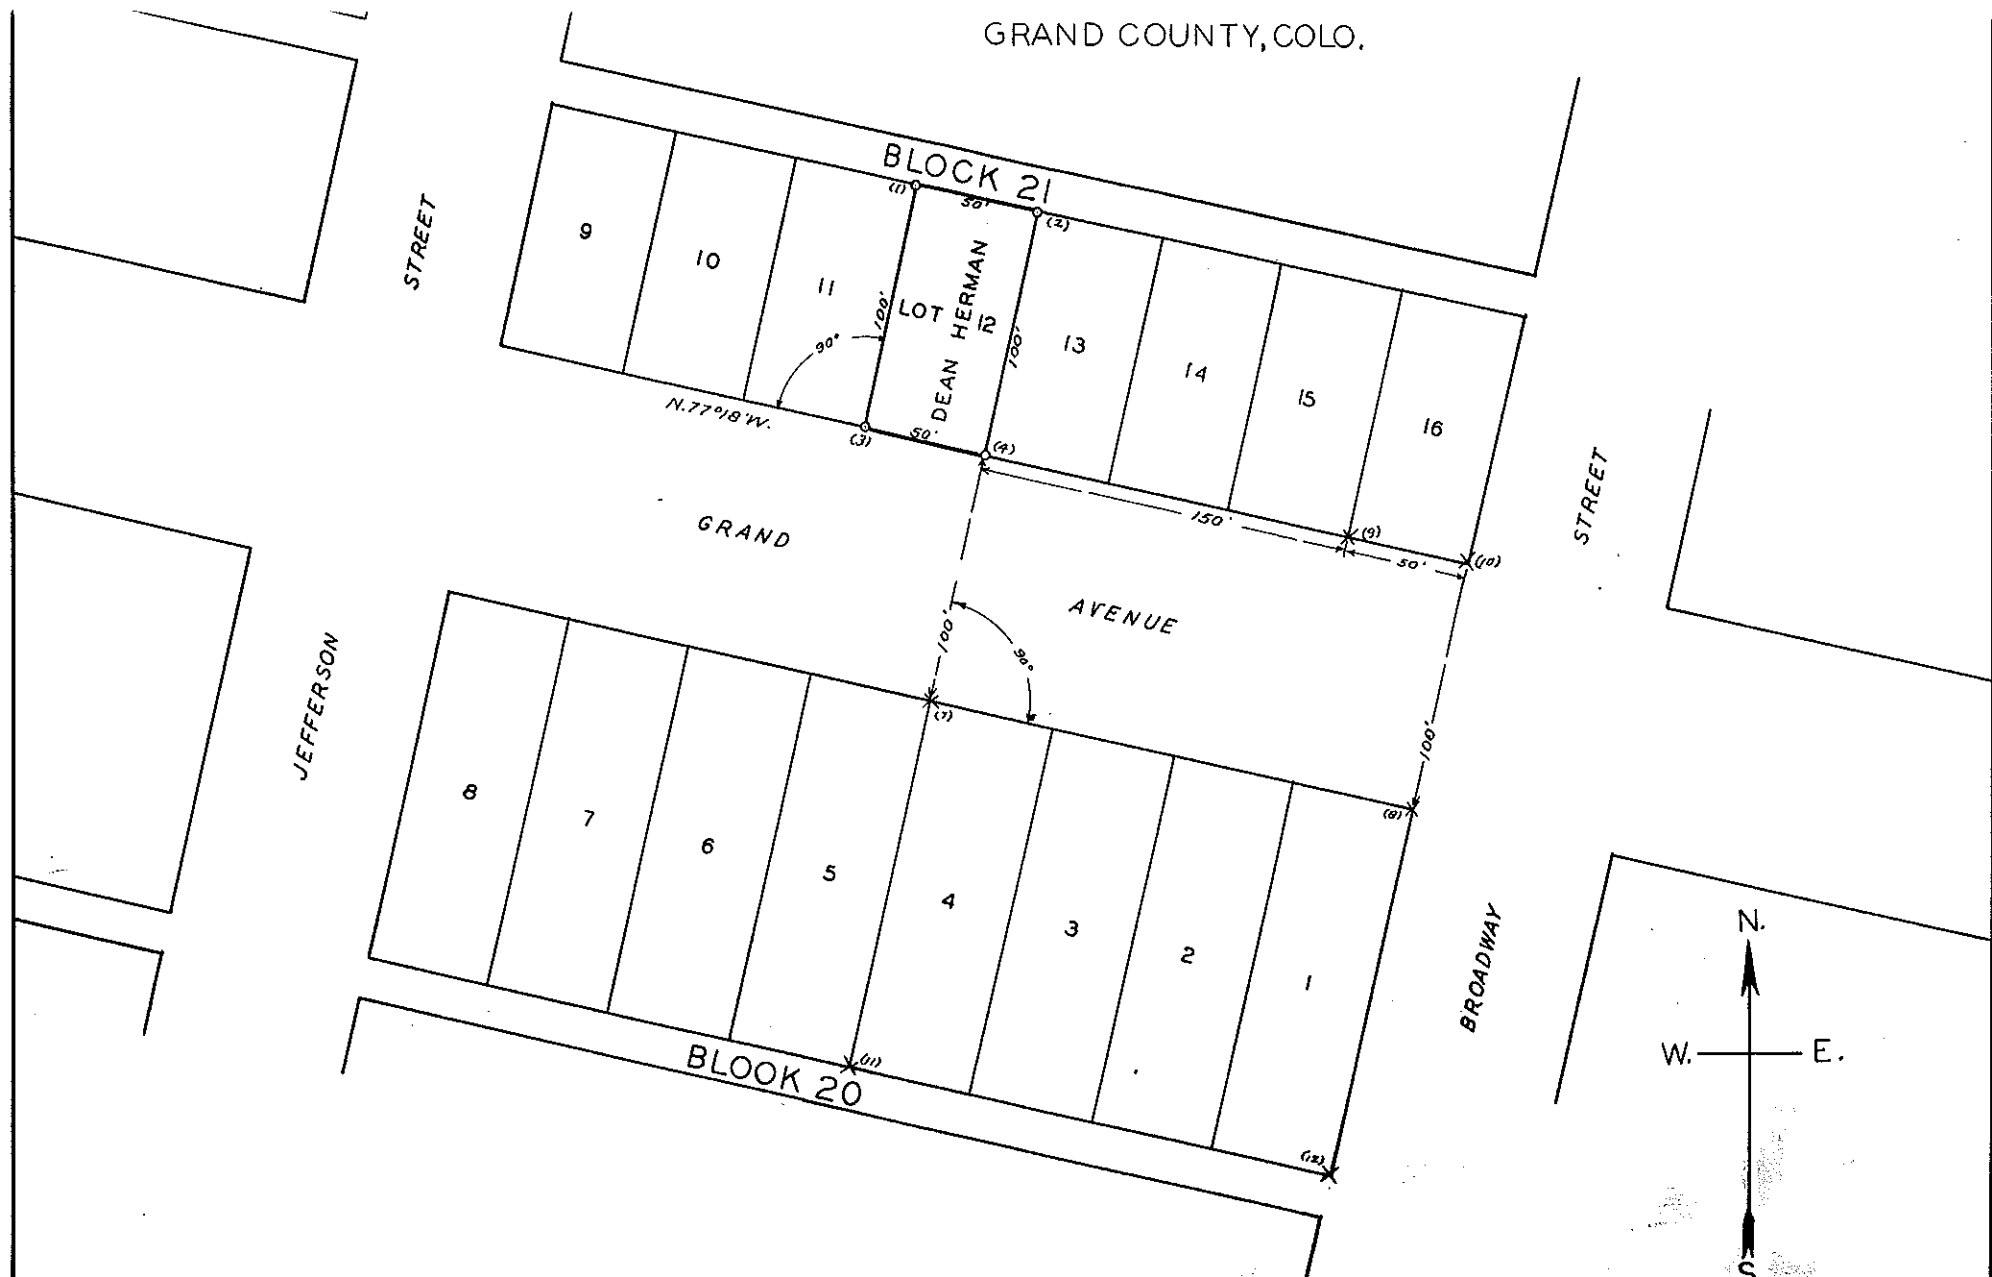 GRAND COUNTY, COLO.
BLOCK 21
(1)
50'
(2)
STREET
9
10
11
LOT 12
DEAN HERMAN
100'
100'
90°
13
14
15
16
N.77°18'W.
(3)
50'
(4)
150'
(9)
50'
(10)
STREET
GRAND
AVENUE
100'
90°
100'
(7)
(8)
JEFFERSON
8
7
6
5
4
3
2
1
BROADWAY
N.
W.
E.
S
(11)
BLOOK 20
(12)